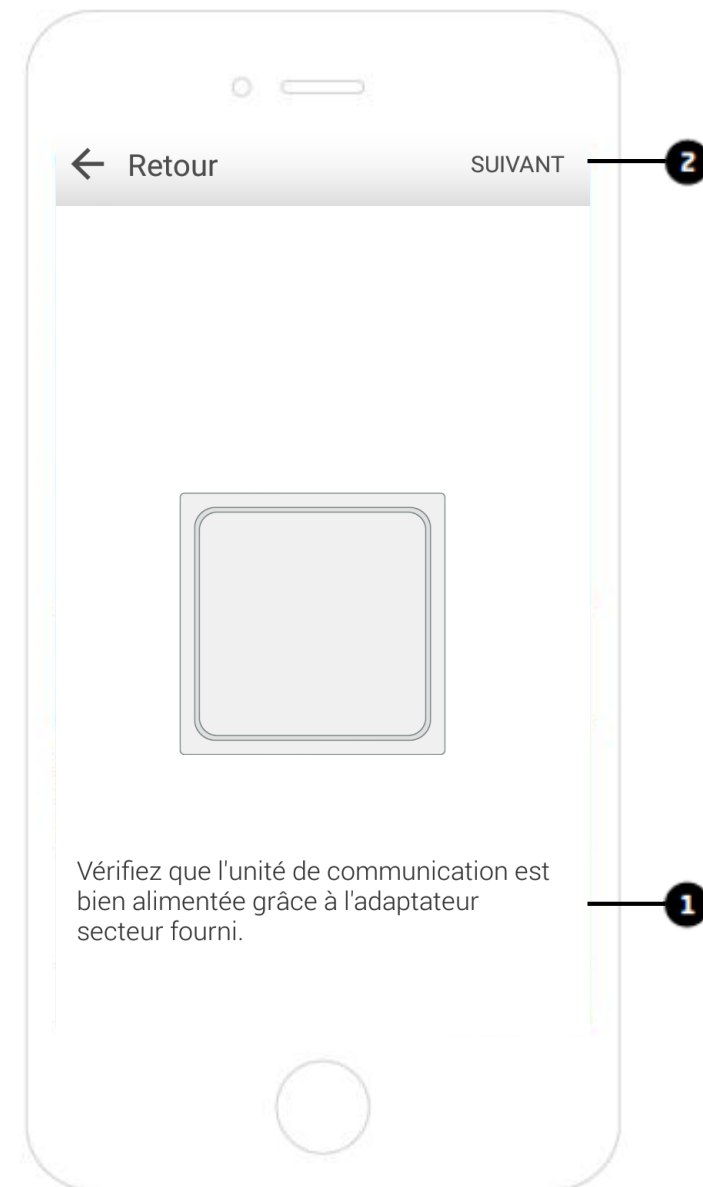 Retour SUIVANT
2
Vérifiez que l'unité de communication est
bien alimentée grâce à l'adaptateur
1
secteur fourni.